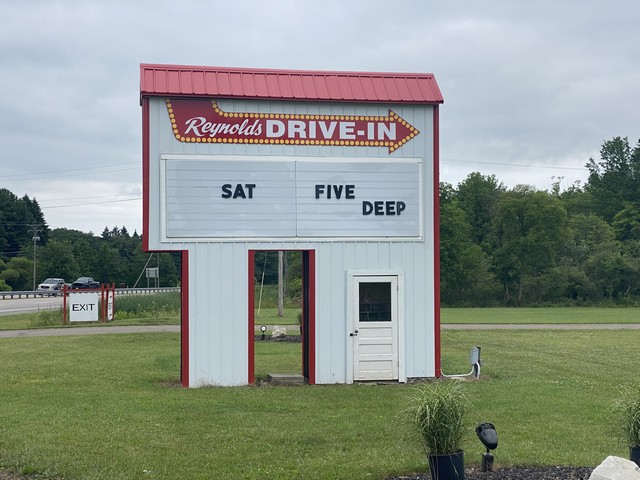 Reynolds DRIVE-IN
SAT FIVE
DEEP
EXIT